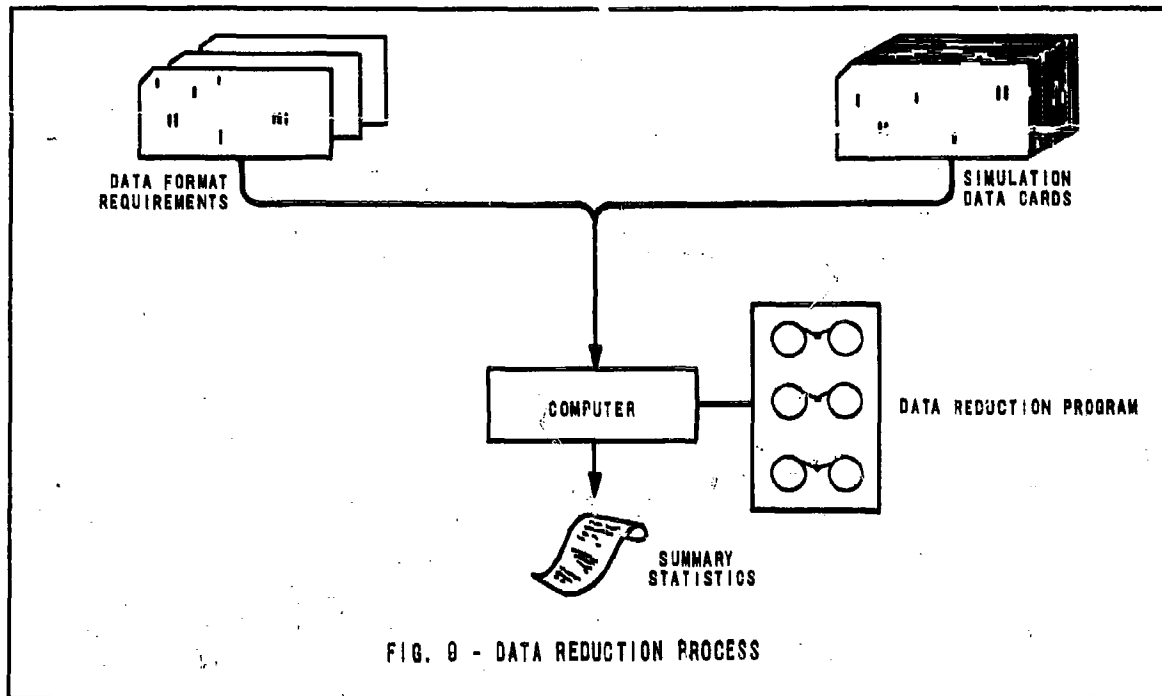 DATA FORMAT
REQUIREMENTS
SIMULATION
DATA CARDS
COMPUTER
DATA REDUCTION PROGRAM
SUMMARY
STATISTICS
FIG. 9 - DATA REDUCTION PROCESS